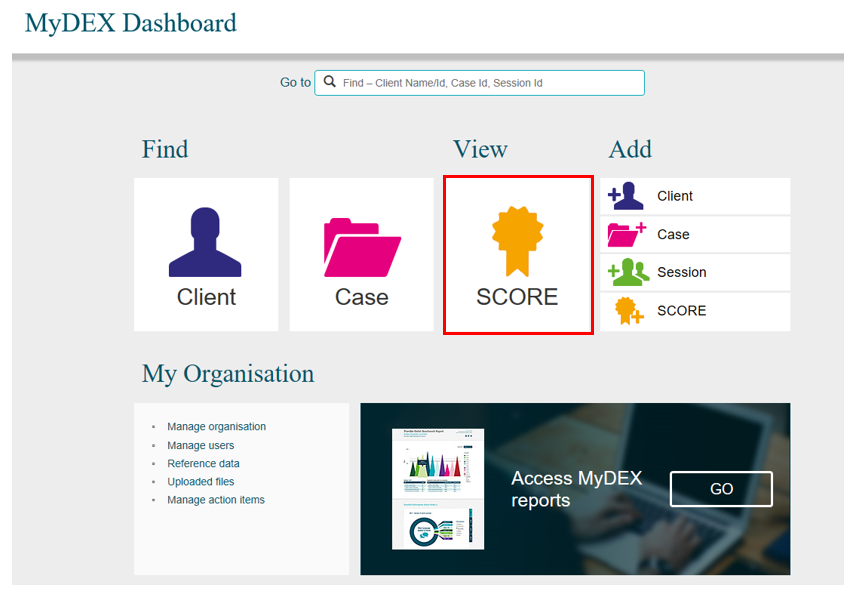 MyDEX Dashboard
Go to
Find – Client Name/Id, Case Id, Session Id
Find
View
Add
Client
Case
SCORE
Client
Case
Session
SCORE
My Organisation
Manage organisation
Manage users
Reference data
Uploaded files
Manage action items
Access MyDEX
reports
GO